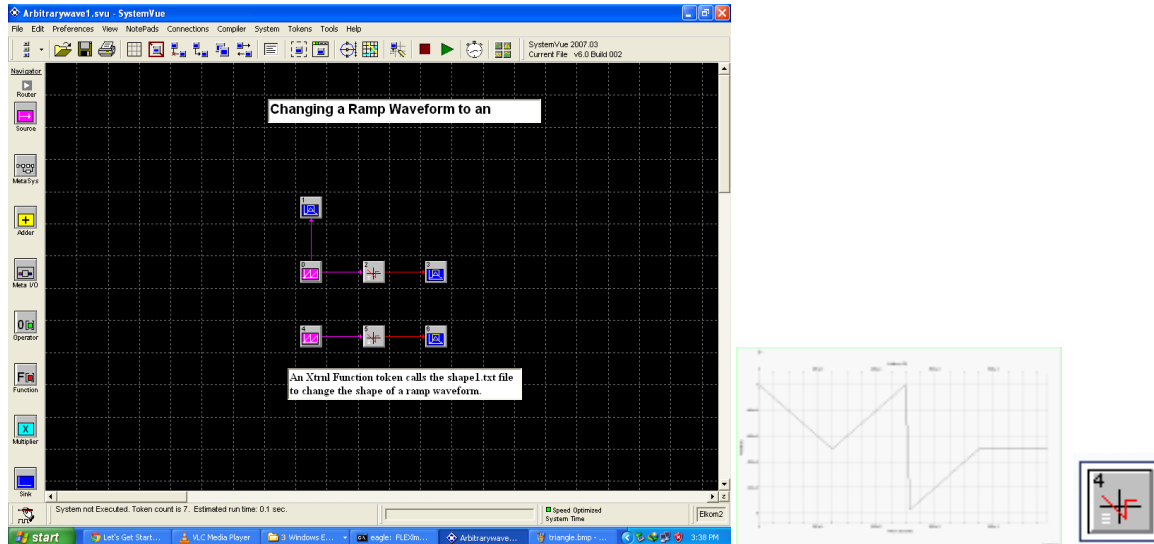 Arbitrarywave1.svu - SystemVue
File Edit Preferences View NotePads Connections Compiler System Tokens Tools Help
SystemVue 2007.03
Current File v6.0 Build 002
Navigator
Router
Source
MetaSys
Adder
Meta I/O
Operator
Function
Multiplier
Sink
Changing a Ramp Waveform to an
1
0
2
3
4
5
6
An Xtrnl Function token calls the shape1.txt file
to change the shape of a ramp waveform.
System not Executed. Token count is 7. Estimated run time: 0.1 sec.
Speed Optimized
System Time
Elkom2
start
Let's Get Start...
VLC Media Player
3 Windows E...
eagle: FLEXlm...
Arbitrarywave...
triangle.bmp - ...
3:38 PM
4